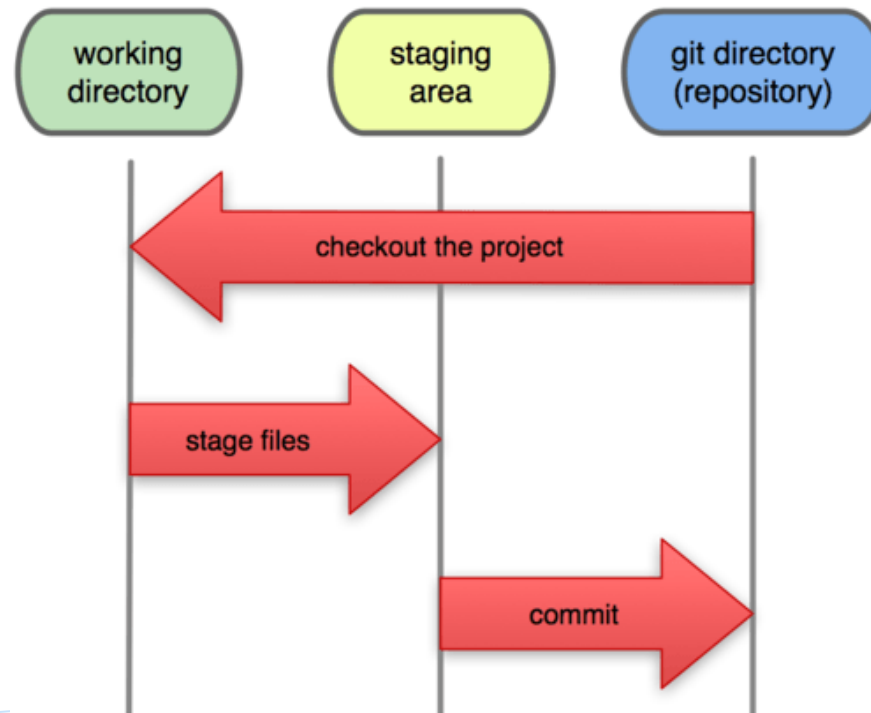 working
directory
staging
area
git directory
(repository)
checkout the project
stage files
commit